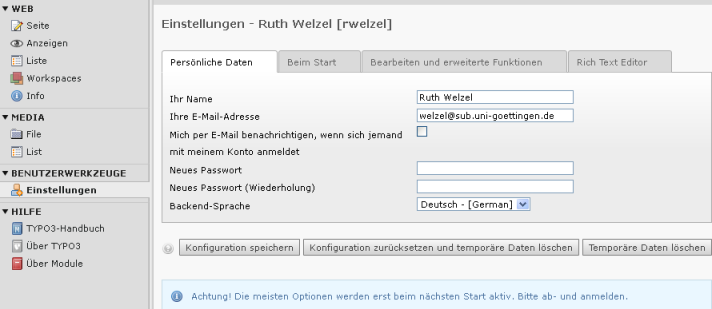 WEB
Seite
Anzeigen
Liste
Workspaces
Info
MEDIA
File
List
BENUTZERWERKZEUGE
Einstellungen
HILFE
TYPO3-Handbuch
Über TYPO3
Über Module
Einstellungen - Ruth Welzel [rwelzel]
Persönliche Daten Beim Start Bearbeiten und erweiterte Funktionen Rich Text Editor
Ihr Name Ruth Welzel
Ihre E-Mail-Adresse welzel@sub.uni-goettingen.de
Mich per E-Mail benachrichtigen, wenn sich jemand
mit meinem Konto anmeldet
Neues Passwort
Neues Passwort (Wiederholung)
Backend-Sprache Deutsch - [German]
Konfiguration speichern Konfiguration zurücksetzen und temporäre Daten löschen Temporäre Daten löschen
Achtung! Die meisten Optionen werden erst beim nächsten Start aktiv. Bitte ab- und anmelden.